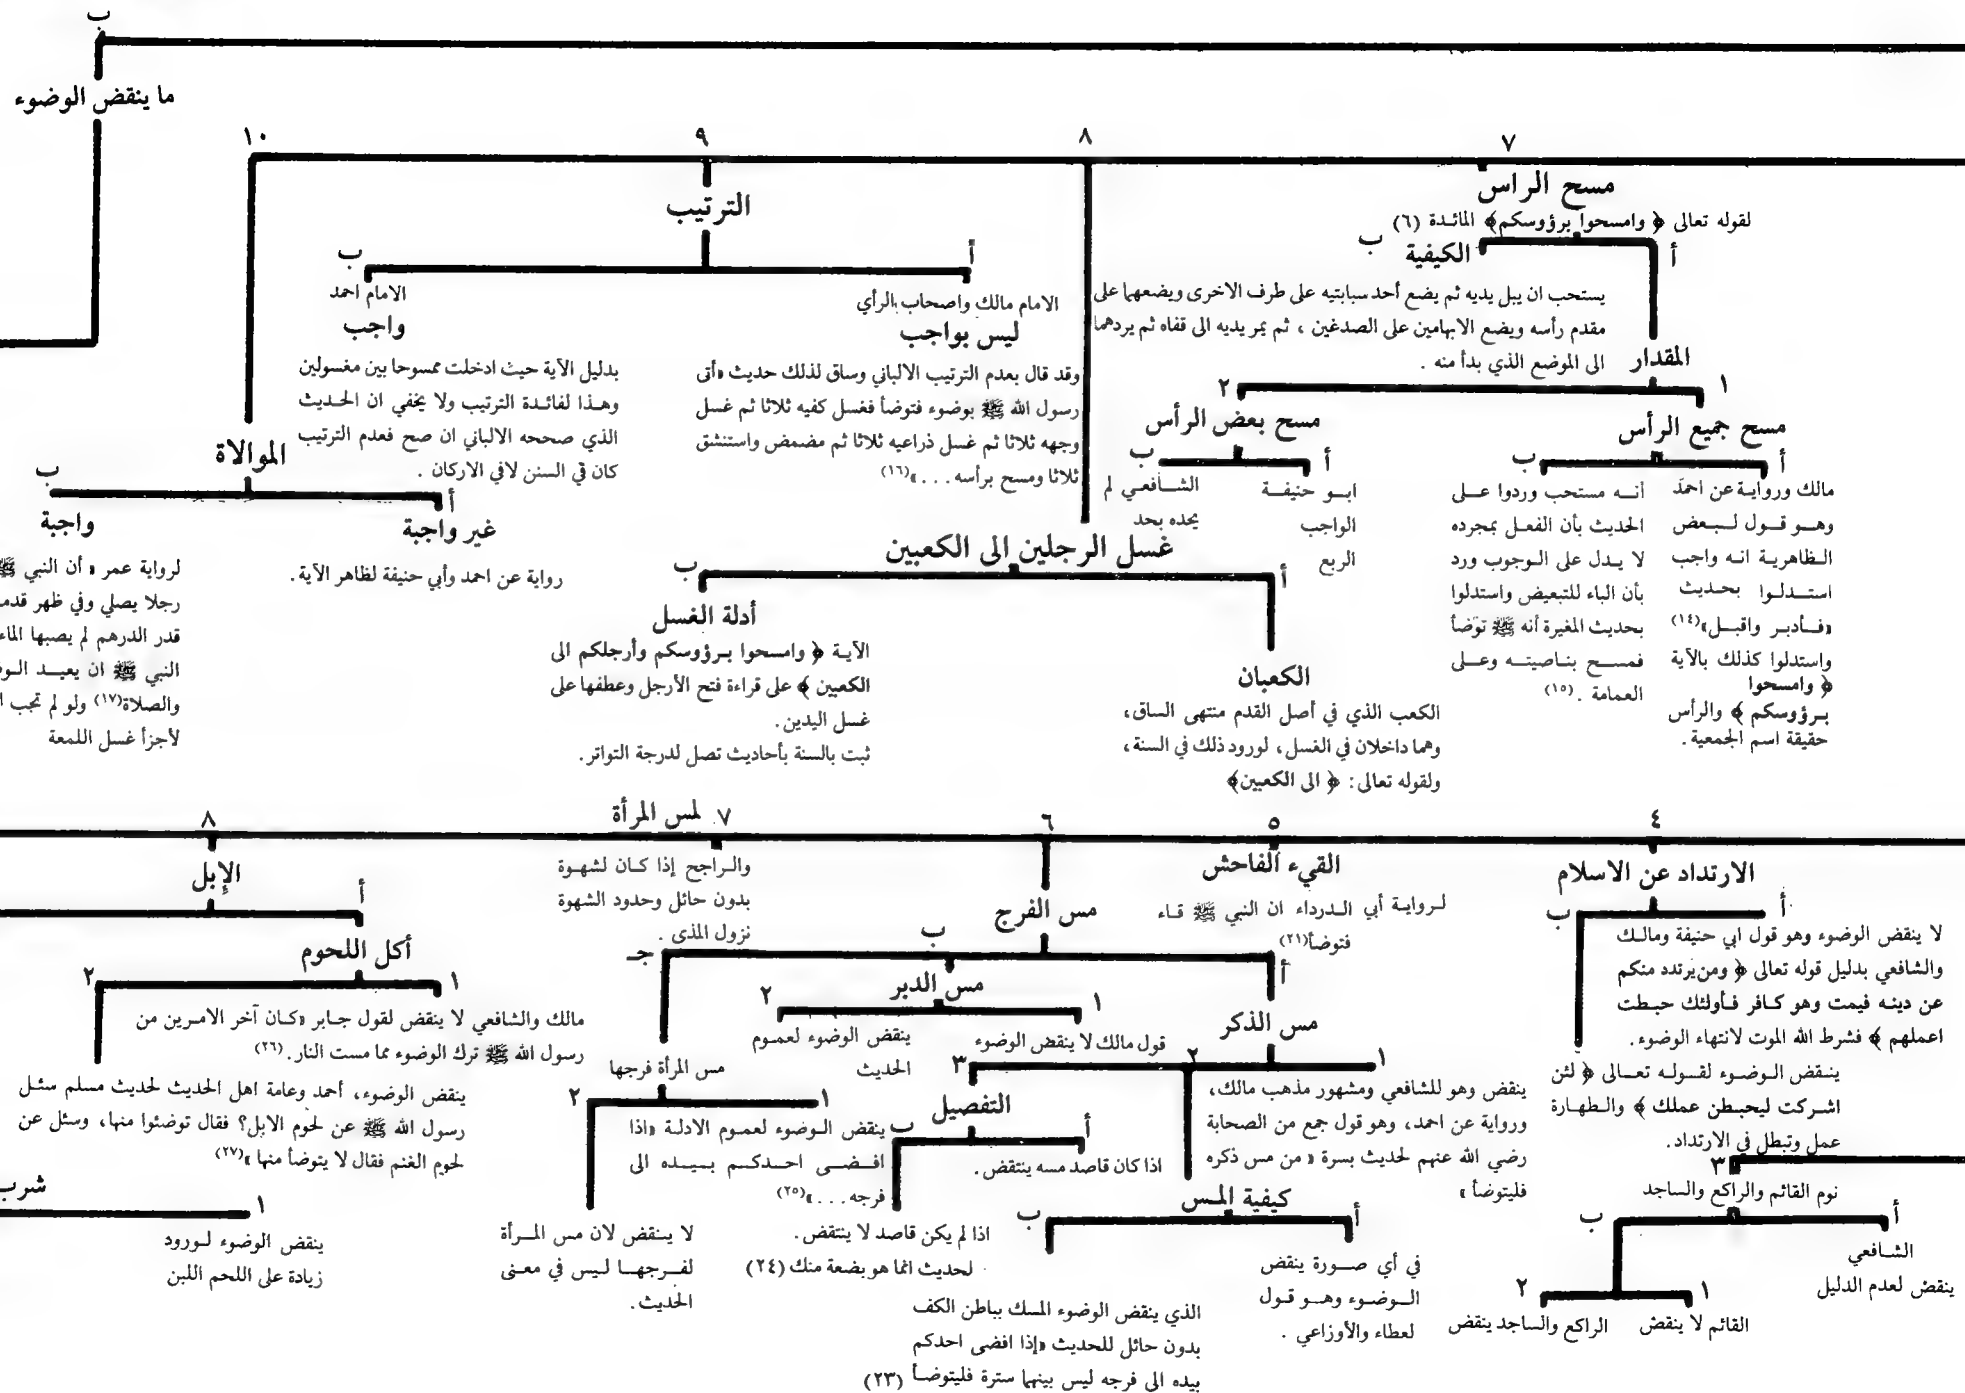 ب
ما ينقض الوضوء
٧
مسح الرأس
لقوله تعالى ﴿ وامسحوا برؤوسكم﴾ المائدة (٦)
أ
المقدار
١
مسح جميع الرأس
أ
مالك ورواية عن احمد
وهو قول لبعض
الظاهرية انه واجب
استدلوا بحديث
«فأدبر واقبل»(١٤)
واستدلوا كذلك بالآية
﴿ وامسحوا
برؤوسكم ﴾ والرأس
حقيقة اسم الجمعية.
ب
أنه مستحب وردوا على
الحديث بأن الفعل بمجرده
لا يدل على الوجوب ورد
بأن الباء للتبعيض واستدلوا
بحديث المغيرة أنه ﷺ توضأ
فمسح بناصيته وعلى
العمامة .(١٥)
٢
مسح بعض الرأس
أ
ابو حنيفة
الواجب
الربع
ب
الشافعي لم
يحده بحد
ب
الكيفية
يستحب ان يبل يديه ثم يضع أحد سبابتيه على طرف الاخرى ويضعهما على
مقدم رأسه ويضع الابهامين على الصدغين ، ثم يمر يديه الى قفاه ثم يردهما
الى الموضع الذي بدأ منه .
٨
غسل الرجلين الى الكعبين
أ
الكعبان
الكعب الذي في أصل القدم منتهى الساق،
وهما داخلان في الغسل، لورود ذلك في السنة،
ولقوله تعالى: ﴿ الى الكعبين﴾
ب
أدلة الغسل
الآية ﴿ وامسحوا برؤوسكم وأرجلكم الى
الكعبين ﴾ على قراءة فتح الأرجل وعطفها على
غسل اليدين.
ثبت بالسنة بأحاديث تصل لدرجة التواتر.
٩
الترتيب
أ
الامام مالك واصحاب الرأي
ليس بواجب
وقد قال بعدم الترتيب الالباني وساق لذلك حديث «أتى
رسول الله ﷺ بوضوء فتوضأ فغسل كفيه ثلاثا ثم غسل
وجهه ثلاثا ثم غسل ذراعيه ثلاثا ثم مضمض واستنشق
ثلاثا ومسح برأسه . . . »(١٦)
ب
الامام احمد
واجب
بدليل الآية حيث ادخلت ممسوحا بين مغسولين
وهذا لفائدة الترتيب ولا يخفي ان الحديث
الذي صححه الالباني ان صح فعدم الترتيب
كان في السنن لافي الاركان .
١٠
الموالاة
أ
غير واجبة
رواية عن احمد وأبي حنيفة لظاهر الآية.
ب
واجبة
لرواية عمر « أن النبي ﷺ
رجلا يصلي وفي ظهر
قدر الدرهم لم يصبها الماء
النبي ﷺ ان يعيد
والصلاة(١٧) ولو لم تجب
لأجزأ غسل اللمعة
٤
الارتداد عن الاسلام
أ
لا ينقض الوضوء وهو قول ابي حنيفة ومالك
والشافعي بدليل قوله تعالى ﴿ ومن يرتدد منكم
عن دينه فيمت وهو كافر فأولئك حبطت
اعملهم ﴾ فشرط الله الموت لانتهاء الوضوء.
ب
ينقض الوضوء لقوله تعالى ﴿ لئن
اشركت ليحبطن عملك ﴾ والطهارة
عمل وتبطل في الارتداد.
٣
نوم القائم والراكع والساجد
أ
الشافعي
ينقض لعدم الدليل
ب
١
القائم لا ينقض
٢
الراكع والساجد ينقض
٥
القيء الفاحش
لرواية أبي الدرداء ان النبي ﷺ قاء
فتوضأ(٢١)
٦
مس الفرج
أ
مس الذكر
١
ينقض وهو للشافعي ومشهور مذهب مالك،
ورواية عن احمد، وهو قول جمع من الصحابة
رضي الله عنهم لحديث بسرة « من مس ذكره
فليتوضأ »
٢
كيفية المس
أ
في أي صورة ينقض
الوضوء وهو قول
لعطاء والأوزاعي .
ب
الذي ينقض الوضوء المسك بباطن الكف
بدون حائل للحديث «إذا افضى احدكم
بيده الى فرجه ليس بينهما سترة فليتوضأ (٢٣)
٣
التفصيل
أ
اذا كان قاصد مسه ينتقض.
ب
اذا لم يكن قاصد لا ينتقض.
لحديث انما هو بضعة منك (٢٤)
ب
مس الدبر
١
قول مالك لا ينقض الوضوء
٢
ينقض الوضوء لعموم
الحديث
جـ
مس المرأة فرجها
١
ينقض الوضوء لعموم الادلة «اذا
افضى احدكم بيده الى
فرجه. . .»(٢٥)
٢
لا ينقض لان مس المرأة
لفرجها ليس في معنى
الحديث.
٧ لمس المرأة
والراجح إذا كان لشهوة
بدون حائل وحدود الشهوة
نزول المذى .
٨
الإبل
أ
أكل اللحوم
١
مالك والشافعي لا ينقض لقول جابر «كان آخر الامرين من
رسول الله ﷺ ترك الوضوء مما مست النار.(٢٦)
٢
ينقض الوضوء، أحمد وعامة اهل الحديث لحديث مسلم سئل
رسول الله ﷺ عن لحوم الابل؟ فقال توضئوا منها، وسئل عن
لحوم الغنم فقال لا يتوضأ منها »(٢٧)
شرب
١
ينقض الوضوء لورود
زيادة على اللحم اللبن